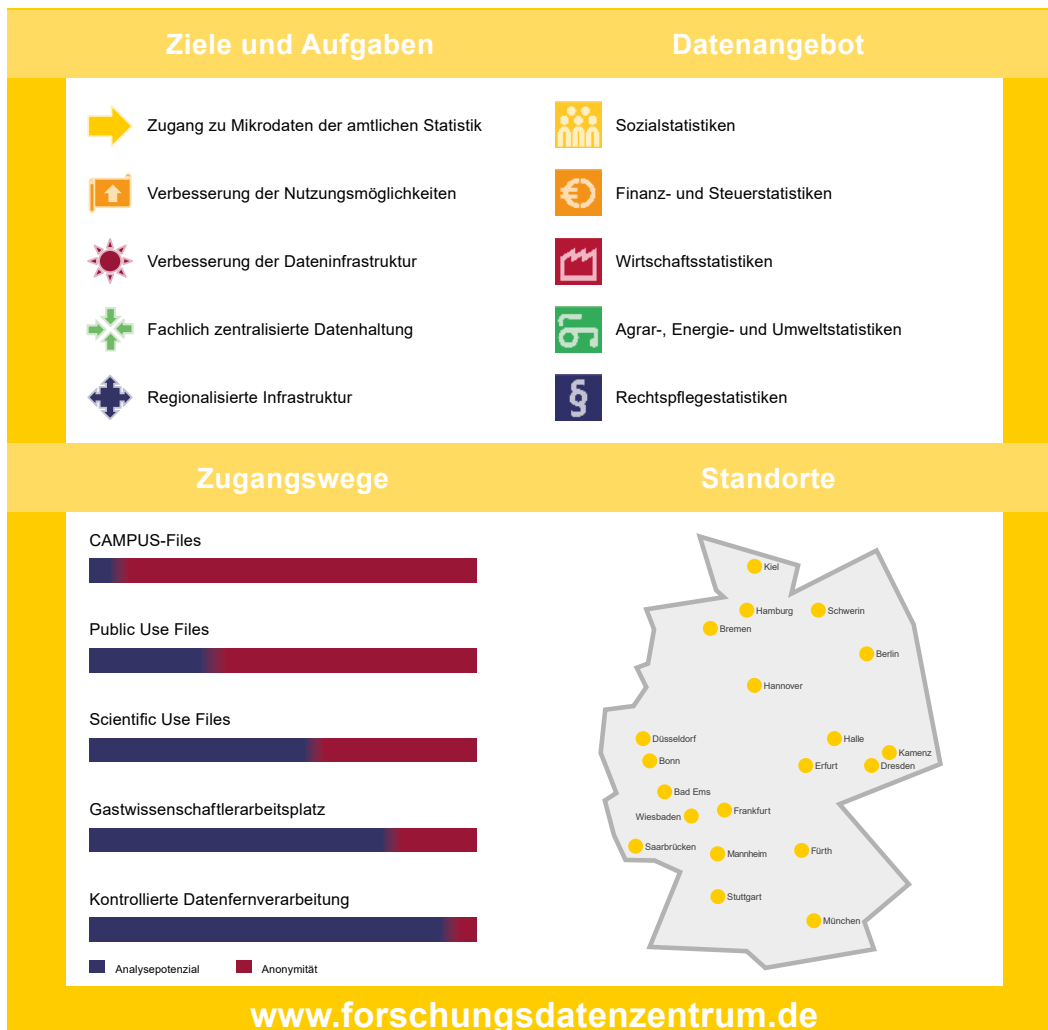 Ziele und Aufgaben
Zugang zu Mikrodaten der amtlichen Statistik
Verbesserung der Nutzungsmöglichkeiten
Verbesserung der Dateninfrastruktur
Fachlich zentralisierte Datenhaltung
Regionalisierte Infrastruktur
Datenangebot
Sozialstatistiken
€
Finanz- und Steuerstatistiken
Wirtschaftsstatistiken
Agrar-, Energie- und Umweltstatistiken
§
Rechtspflegestatistiken
Zugangswege
CAMPUS-Files
Public Use Files
Scientific Use Files
Gastwissenschaftlerarbeitsplatz
Kontrollierte Datenfernverarbeitung
Analysepotenzial
Anonymität
Standorte
Kiel
Hamburg
Schwerin
Bremen
Berlin
Hannover
Düsseldorf
Halle
Kamenz
Bonn
Erfurt
Dresden
Bad Ems
Frankfurt
Wiesbaden
Saarbrücken
Mannheim
Fürth
Stuttgart
München
www.forschungsdatenzentrum.de